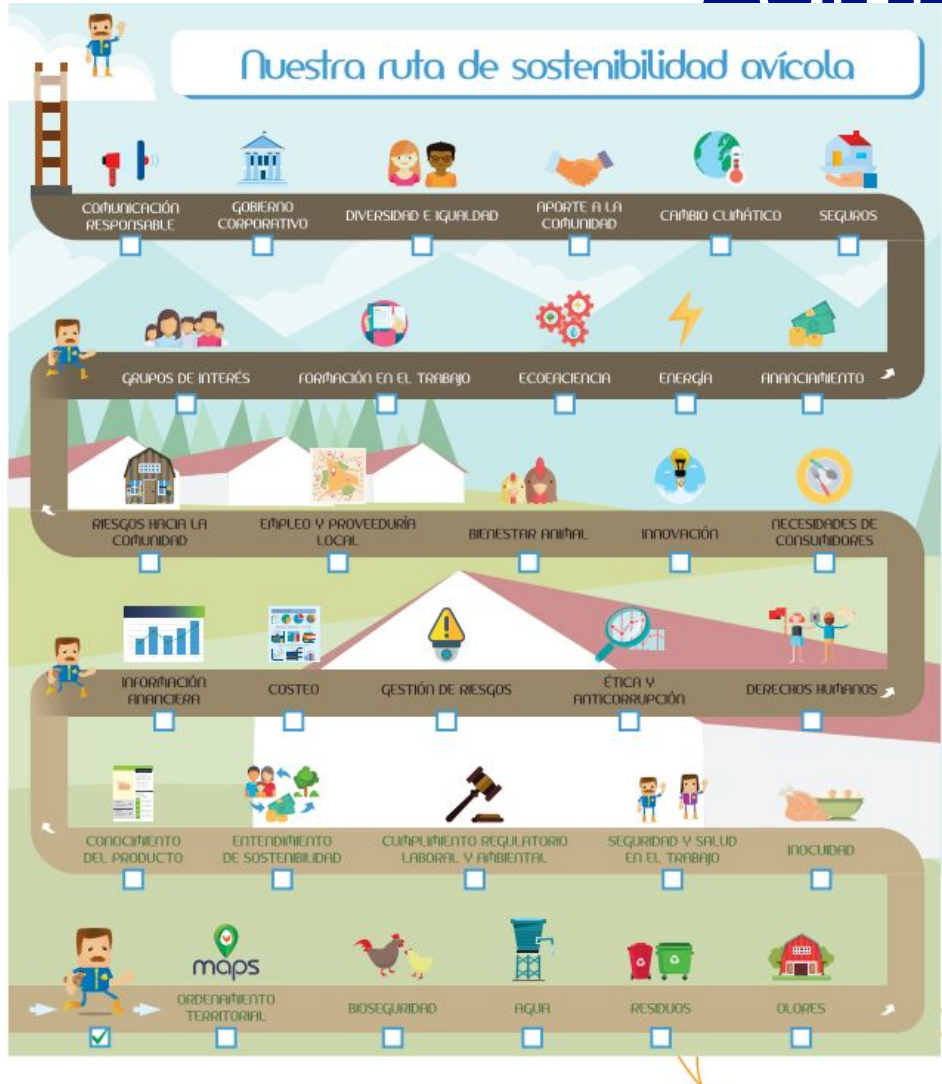 Nuestra ruta de sostenibilidad avícola
COMUNICACIÓN
RESPONSABLE
GOBIERNO
CORPORATIVO
DIVERSIDAD E IGUALDAD
APORTE A LA
COMUNIDAD
CAMBIO CLIMÁTICO
SEGUROS
GRUPOS DE INTERÉS
FORMACIÓN EN EL TRABAJO
ECOEFICIENCIA
ENERGÍA
FINANCIAMIENTO
RIESGOS HACIA LA
COMUNIDAD
EMPLEO Y PROVEEDURÍA
LOCAL
BIENESTAR ANIMAL
INNOVACIÓN
NECESIDADES DE
CONSUMIDORES
INFORMACIÓN
FINANCIERA
COSTEO
GESTIÓN DE RIESGOS
ÉTICA Y
ANTICORRUPCIÓN
DERECHOS HUMANOS
CONOCIMIENTO
DEL PRODUCTO
ENTENDIMIENTO
DE SOSTENIBILIDAD
CUMPLIMIENTO REGULATORIO
LABORAL Y AMBIENTAL
SEGURIDAD Y SALUD
EN EL TRABAJO
INOCUIDAD
maps
ORDENAMIENTO
TERRITORIAL
BIOSEGURIDAD
AGUA
RESIDUOS
OLORES